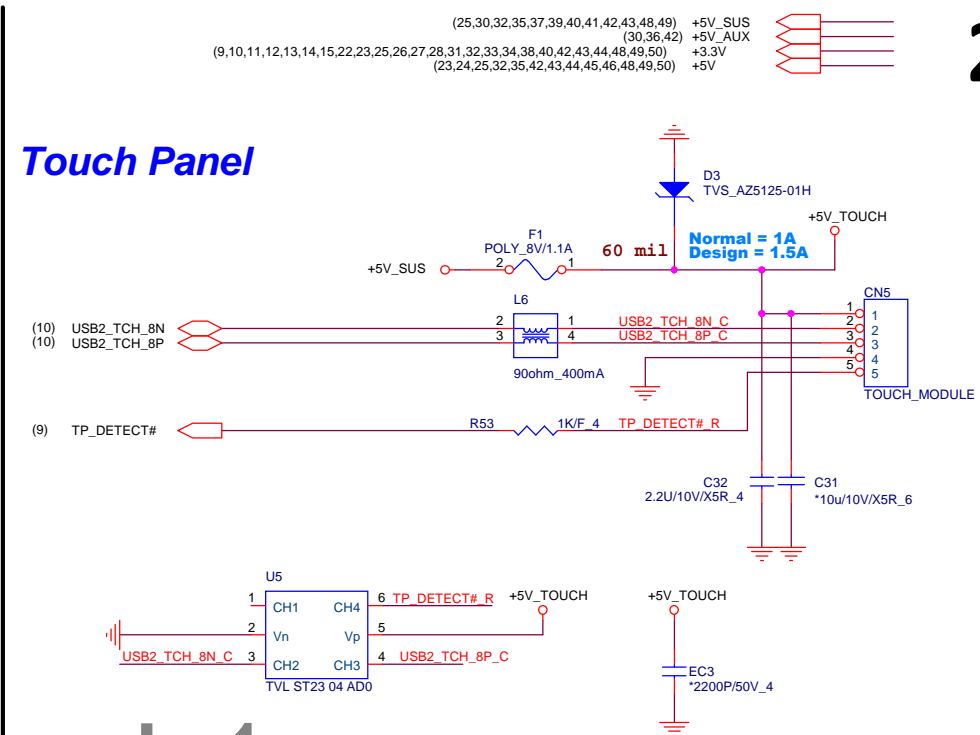 (25,30,32,35,37,39,40,41,42,43,48,49) +5V_SUS
(30,36,42) +5V_AUX
(9,10,11,12,13,14,15,22,23,25,26,27,28,31,32,33,34,38,40,42,43,44,48,49,50) +3.3V
(23,24,25,32,35,42,43,44,45,46,48,49,50) +5V
Touch Panel
D3
TVS_AZ5125-01H
+5V_TOUCH
F1
POLY_8V/1.1A
60 mil
Normal = 1A
Design = 1.5A
+5V_SUS 2 1
CN5
L6
1 1
(10) USB2_TCH_8N 2 1 USB2_TCH_8N_C 2 2
(10) USB2_TCH_8P 3 4 USB2_TCH_8P_C 3 3
4 4
5 5
90ohm_400mA
TOUCH_MODULE
(9) TP_DETECT# R53 1K/F_4 TP_DETECT#_R
C32
2.2U/10V/X5R_4
C31
*10u/10V/X5R_6
U5
1 CH1 CH4 6 TP_DETECT#_R
+5V_TOUCH
2 Vn Vp 5
USB2_TCH_8N_C 3 CH2 CH3 4 USB2_TCH_8P_C
TVL ST23 04 AD0
+5V_TOUCH
EC3
*2200P/50V_4